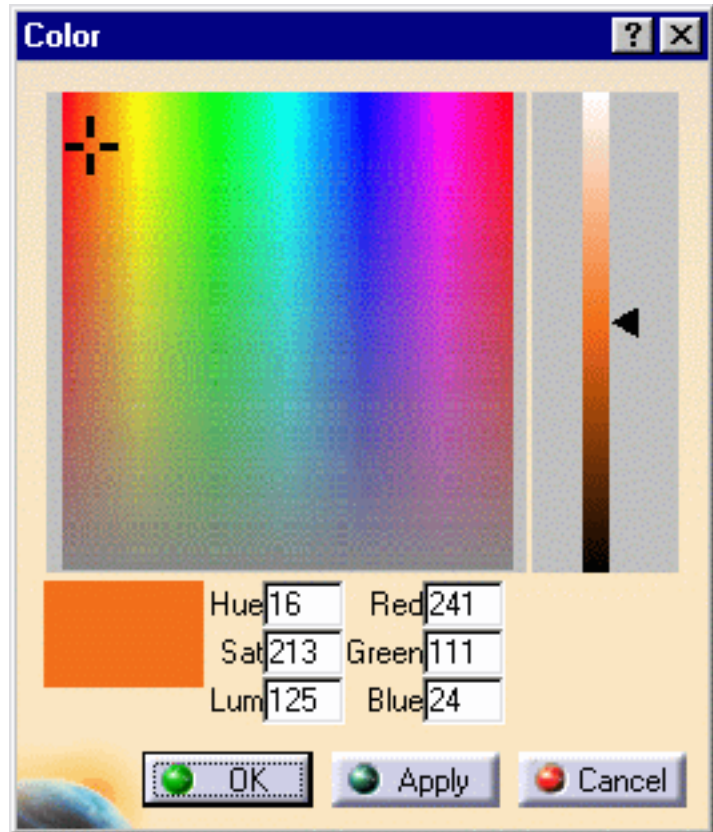 Color
Hue 16 Red 241
Sat 213 Green 111
Lum 125 Blue 24
OK Apply Cancel